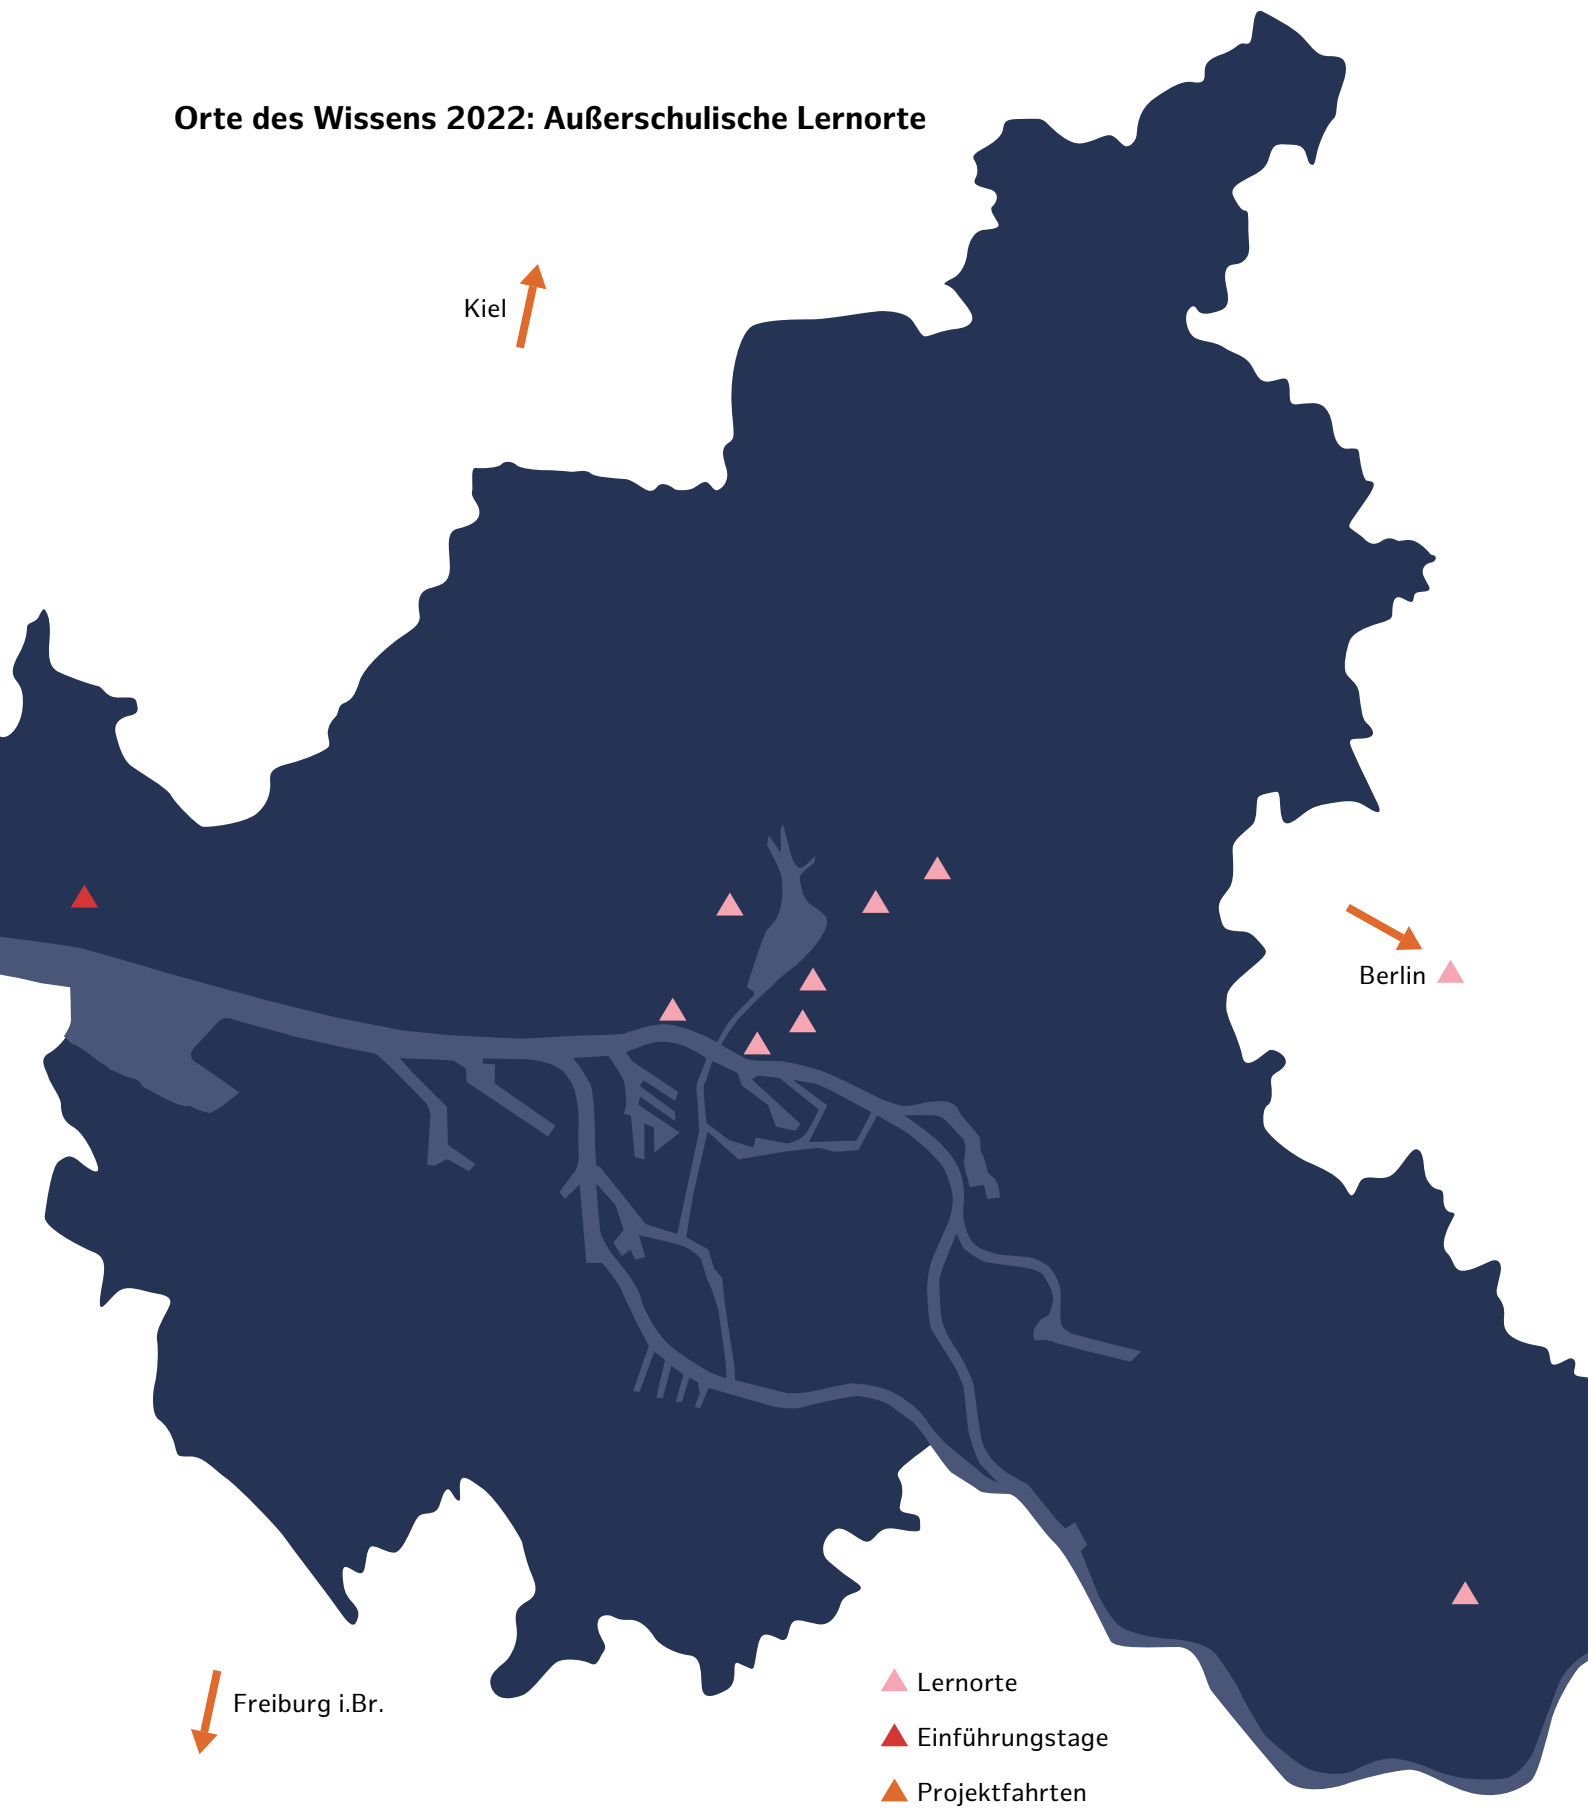 Orte des Wissens 2022: Außerschulische Lernorte
Kiel
Berlin
Freiburg i.Br.
Lernorte
Einführungstage
Projektfahrten